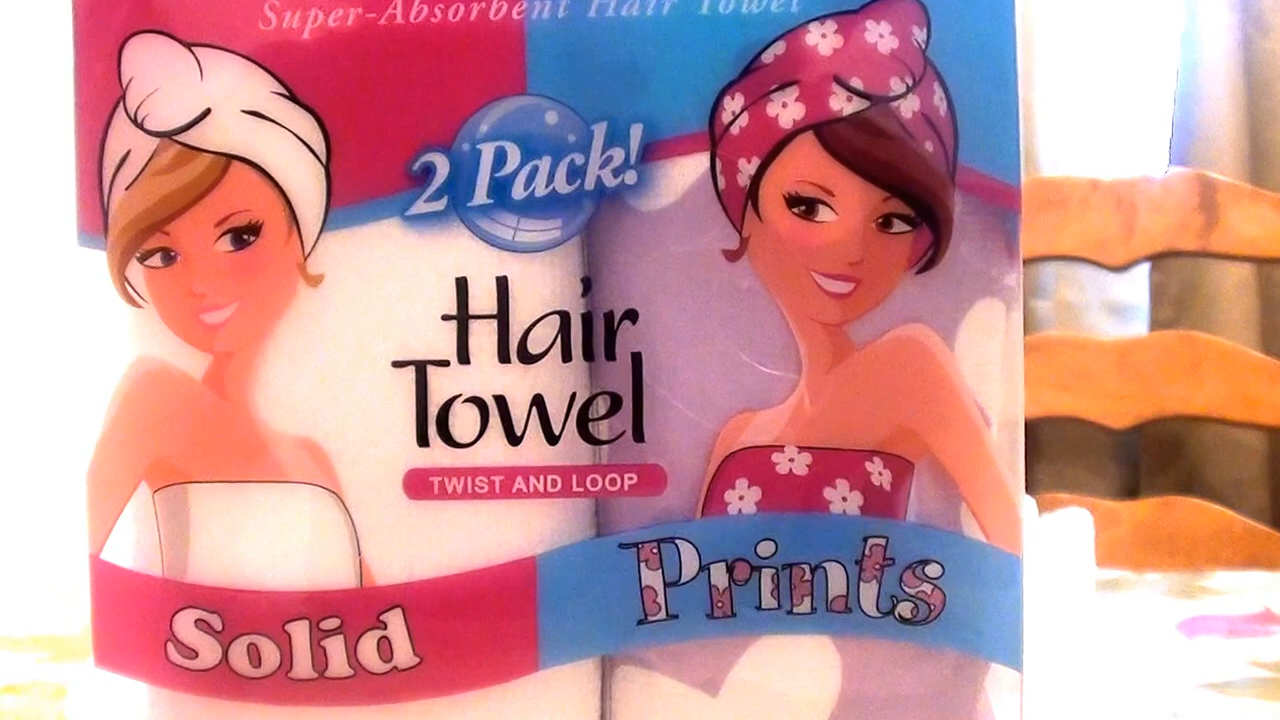 Super-Absorbent Hair Towel
2 Pack!
Hair
Towel
TWIST AND LOOP
Solid
Prints